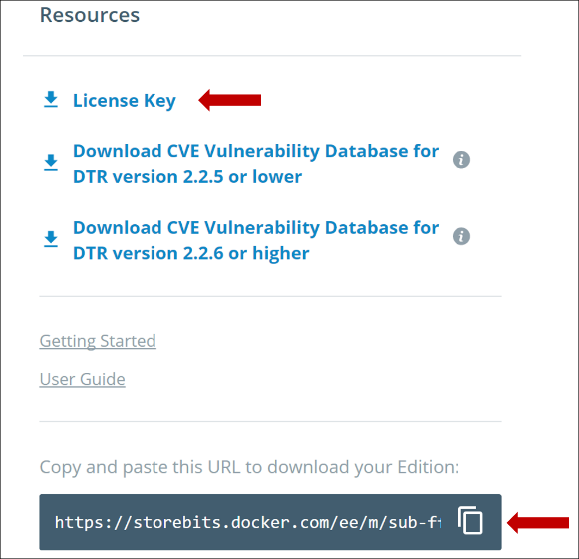 Resources
License Key
Download CVE Vulnerability Database for
DTR version 2.2.5 or lower
Download CVE Vulnerability Database for
DTR version 2.2.6 or higher
Getting Started
User Guide
Copy and paste this URL to download your Edition:
https://storebits.docker.com/ee/m/sub-f